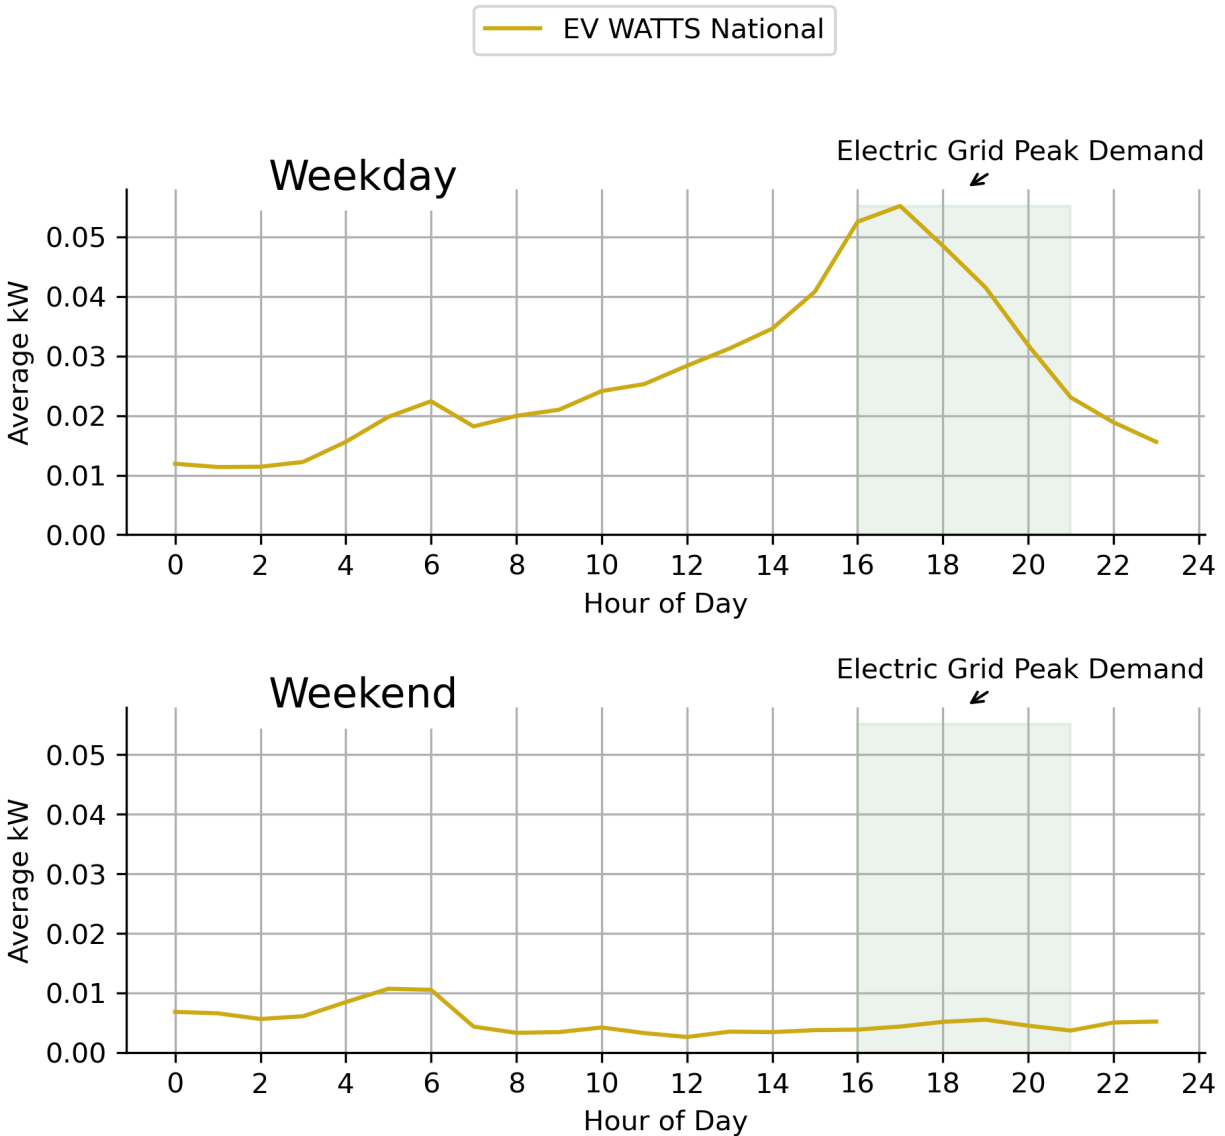 EV WATTS National
Electric Grid Peak Demand
Weekday
0.05
0.04
0.03
0.02
0.01
0.00
Average kW
0 2 4 6 8 10 12 14 16 18 20 22 24
Hour of Day
Electric Grid Peak Demand
Weekend
0.05
0.04
0.03
0.02
0.01
0.00
Average kW
0 2 4 6 8 10 12 14 16 18 20 22 24
Hour of Day